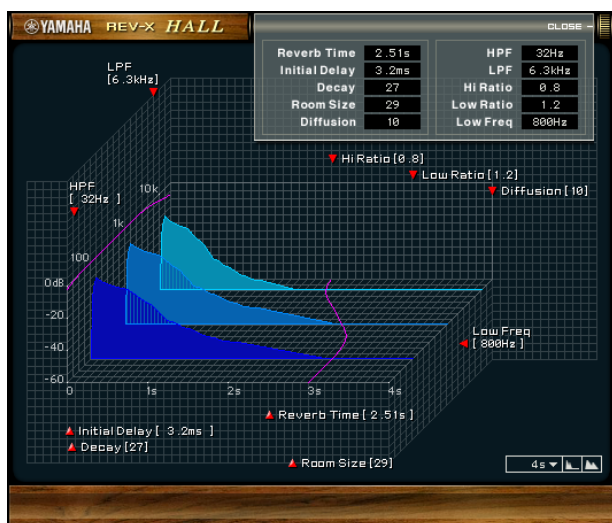 YAMAHA REV-X HALL
CLOSE -
Reverb Time 2.51s HPF 32Hz
Initial Delay 3.2ms LPF 6.3kHz
Decay 27 Hi Ratio 0.8
Room Size 29 Low Ratio 1.2
Diffusion 10 Low Freq 800Hz
LPF
[6.3kHz]
Hi Ratio [0.8]
Low Ratio [1.2]
Diffusion [10]
HPF
[ 32Hz ]
10k
1k
100
0dB
-20
-40
-60
0 1s 2s 3s 4s
Low Freq
[ 800Hz]
Reverb Time [ 2.51s ]
Initial Delay [ 3.2ms ]
Decay [27]
Room Size [29]
4s